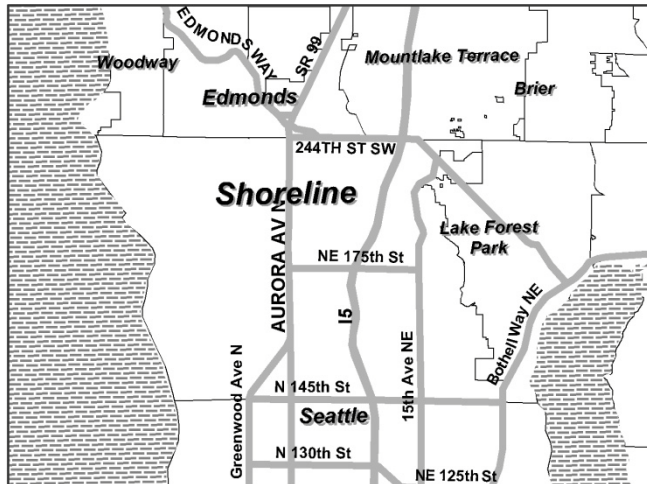 EDMONDS WAY
SR 99
Mountlake Terrace
Woodway
Brier
Edmonds
244TH ST SW
Shoreline
Lake Forest
Park
AURORA AV N
NE 175th St
I5
Bothell Way NE
15th Ave NE
Greenwood Ave N
N 145th St
Seattle
N 130th St
NE 125th St